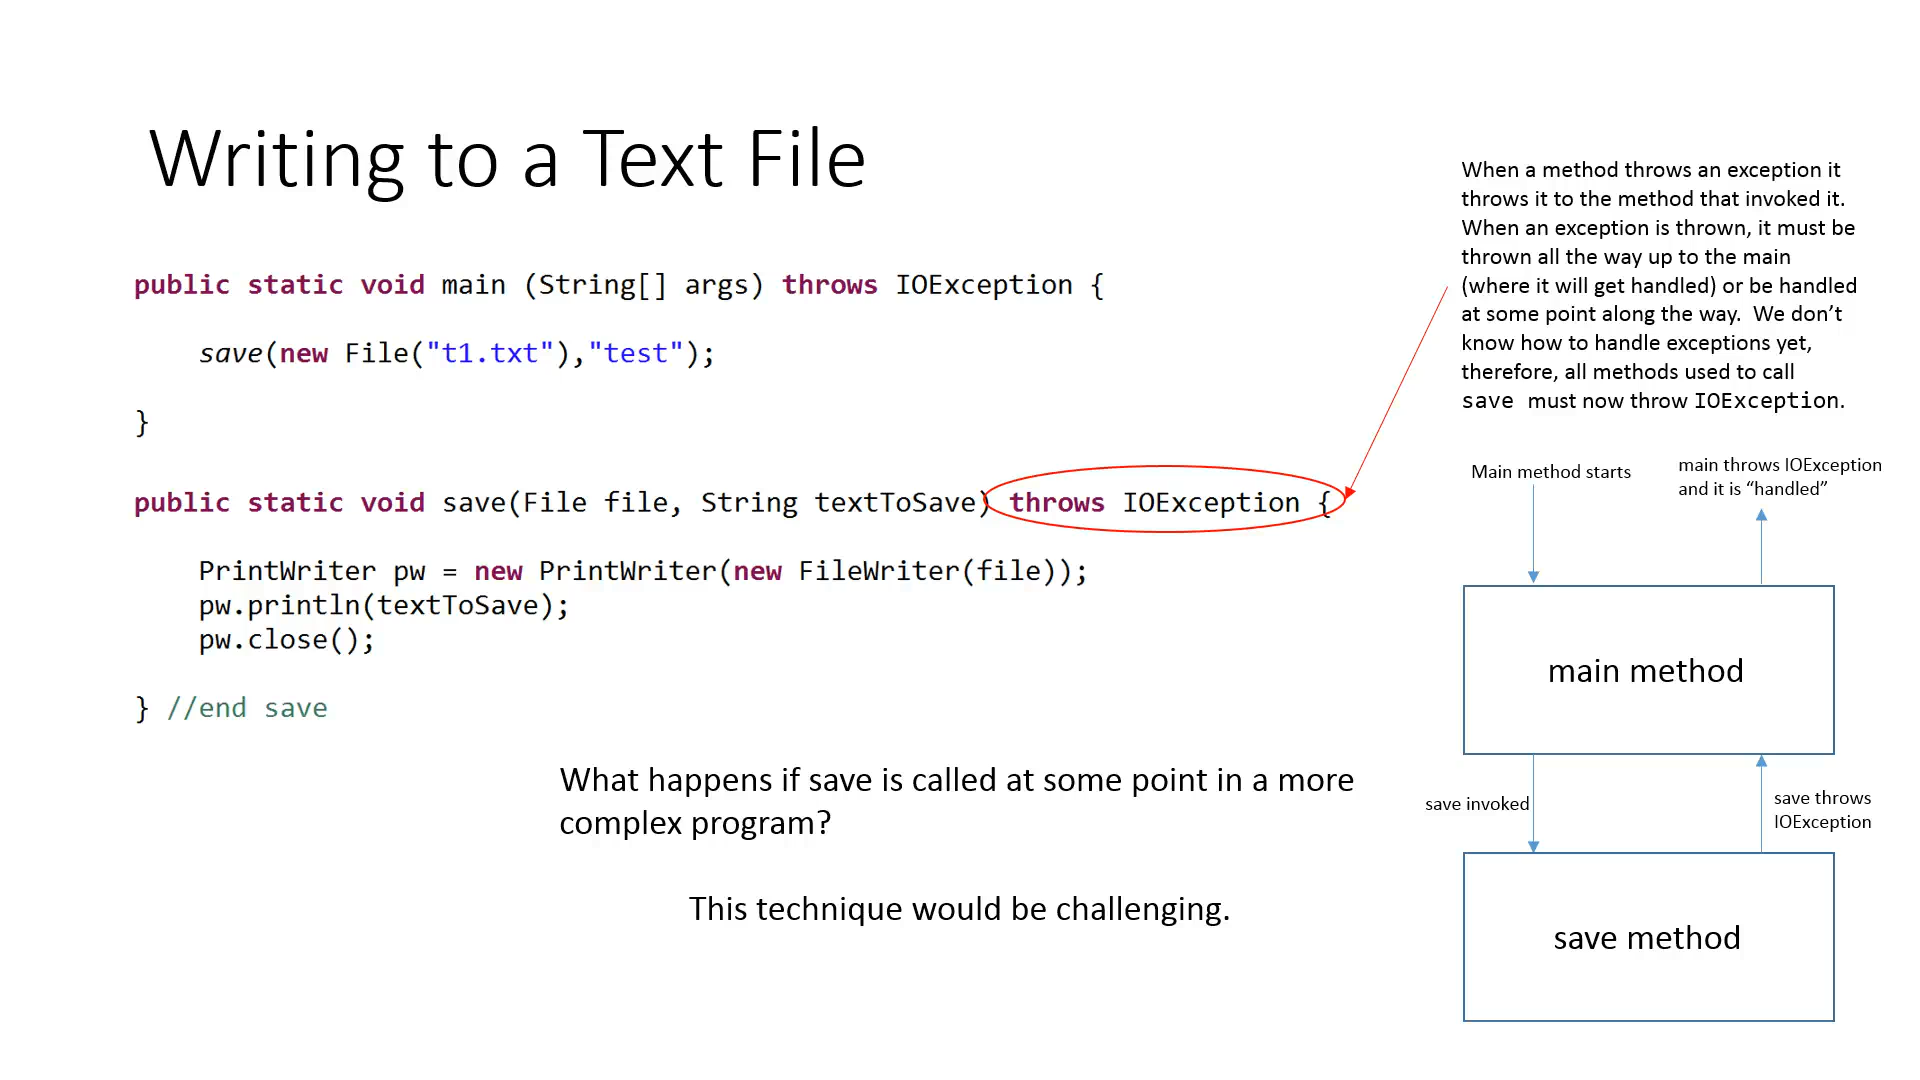 Writing to a Text File
public static void main (String[] args) throws IOException {
save(new File("t1.txt"),"test");
}
public static void save(File file, String textToSave) throws IOException {
PrintWriter pw = new PrintWriter(new FileWriter(file));
pw.println(textToSave);
pw.close();
} //end save
What happens if save is called at some point in a more
complex program?
This technique would be challenging.
When a method throws an exception it
throws it to the method that invoked it.
When an exception is thrown, it must be
thrown all the way up to the main
(where it will get handled) or be handled
at some point along the way.  We don’t
know how to handle exceptions yet,
therefore, all methods used to call
save must now throw IOException.
Main method starts
main throws IOException
and it is “handled”
main method
save invoked
save throws
IOException
save method